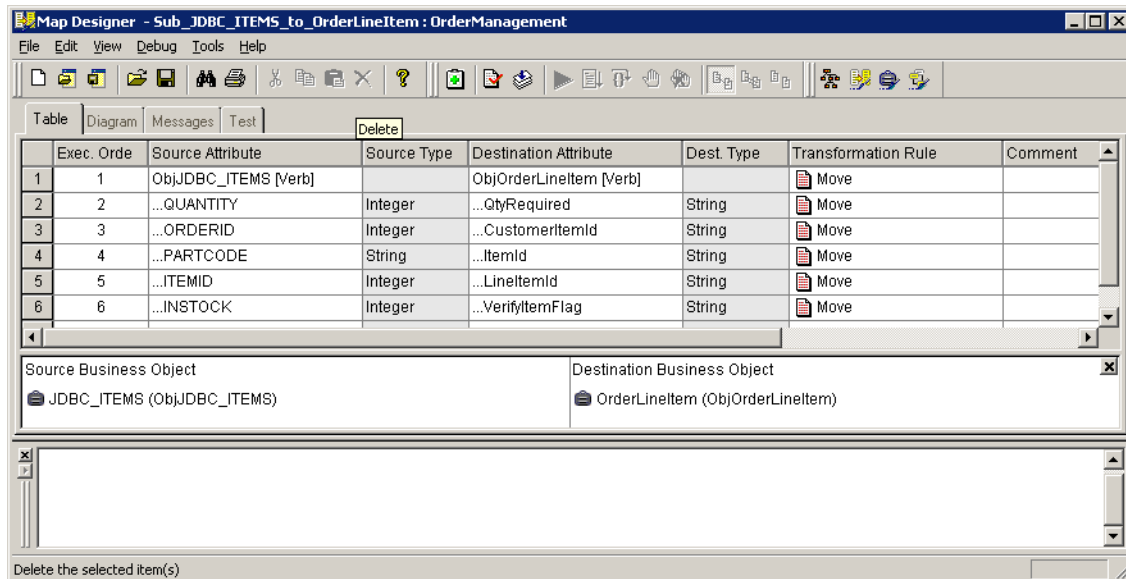 Map Designer - Sub_JDBC_ITEMS_to_OrderLineItem : OrderManagement
File Edit View Debug Tools Help
Table Diagram Messages Test
Delete
Exec. Orde Source Attribute Source Type Destination Attribute Dest. Type Transformation Rule Comment
1 1 ObjJDBC_ITEMS [Verb] ObjOrderLineItem [Verb] Move
2 2 ...QUANTITY Integer ...QtyRequired String Move
3 3 ...ORDERID Integer ...CustomerItemId String Move
4 4 ...PARTCODE String ...ItemId String Move
5 5 ...ITEMID Integer ...LineItemId String Move
6 6 ...INSTOCK Integer ...VerifyItemFlag String Move
Source Business Object Destination Business Object
JDBC_ITEMS (ObjJDBC_ITEMS) OrderLineItem (ObjOrderLineItem)
Delete the selected item(s)